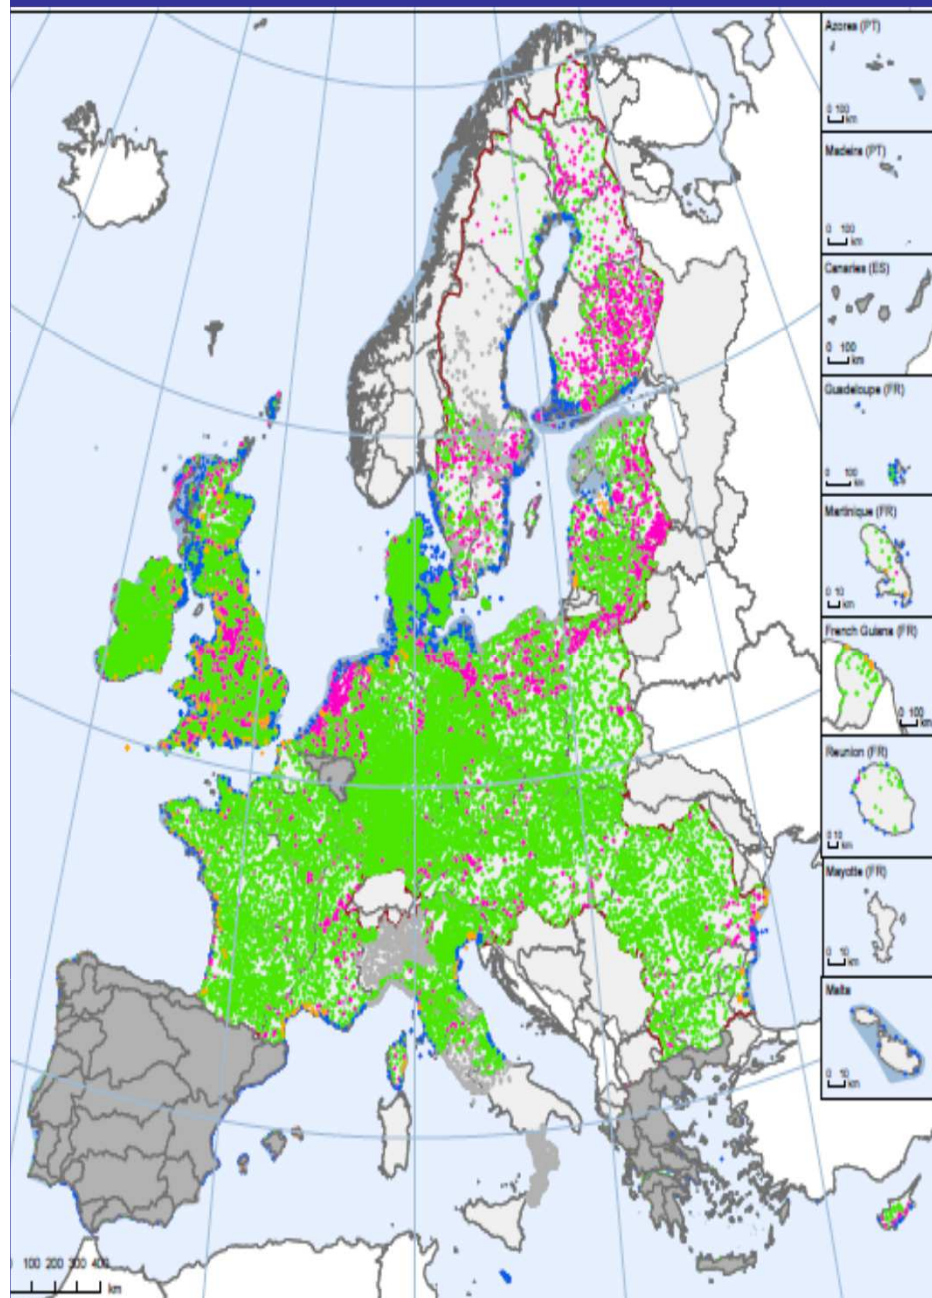 Azores (PT)
0 100
km
Madeira (PT)
0 100
km
Canaries (ES)
0 100
km
Guadeloupe (FR)
0 100
km
Martinique (FR)
0 10
km
French Guiana (FR)
0 100
km
Reunion (FR)
0 10
km
Mayotte (FR)
0 10
km
Malta
0 10
km
100 200 300 400
km